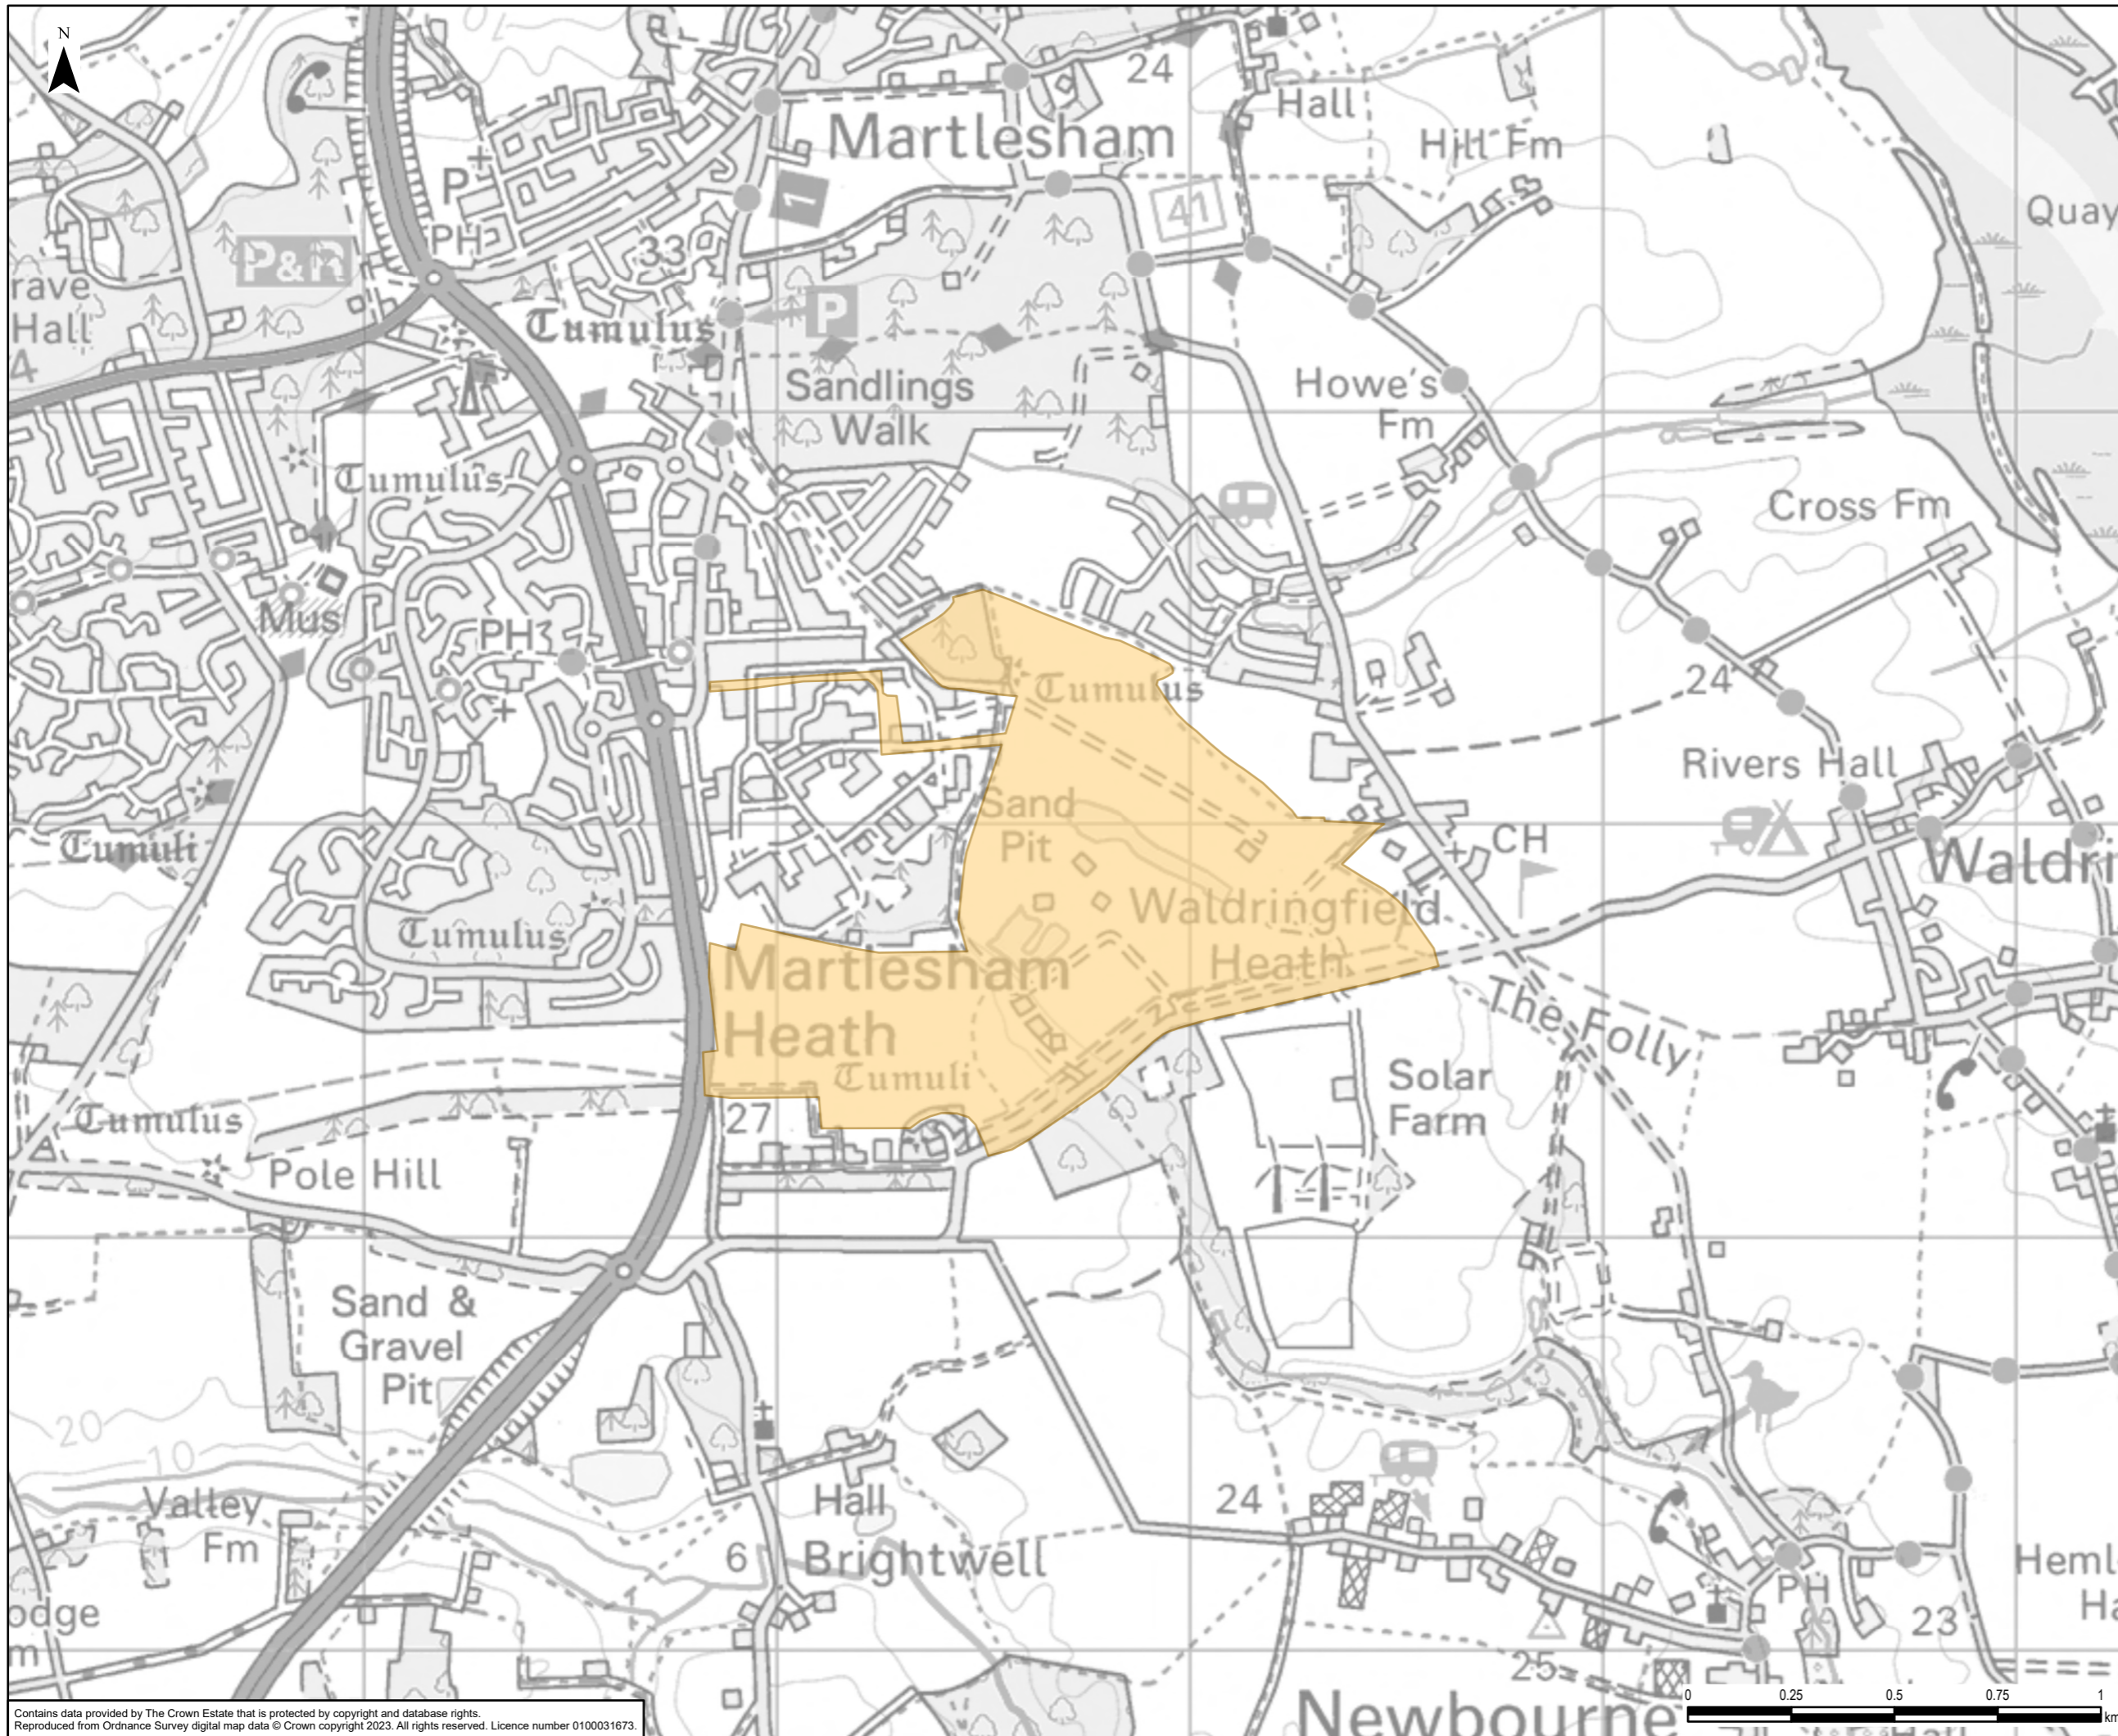 N
24
Hall
Martlesham
Hill Fm
P
41
1
Quay
PH
33
P&R
rave
Hall
Tumulus
P
4
Sandlings
Walk
Howe's
Fm
Tumulus
Cross Fm
Mus
PH
Tumulus
24
Rivers Hall
Sand
Pit
CH
Tumuli
Waldri
Waldringfield
Heath
Tumulus
Martlesham
Heath
The Folly
Tumuli
Solar
Farm
27
Tumulus
Pole Hill
Sand &
Gravel
Pit
20
10
Valley
Fm
Hall
24
6
Brightwell
PH
Heml
Ha
odge
m
23
25
Newbourne
0
0.25
0.5
0.75
1
km
Contains data provided by The Crown Estate that is protected by copyright and database rights.
Reproduced from Ordnance Survey digital map data © Crown copyright 2023. All rights reserved. Licence number 0100031673.